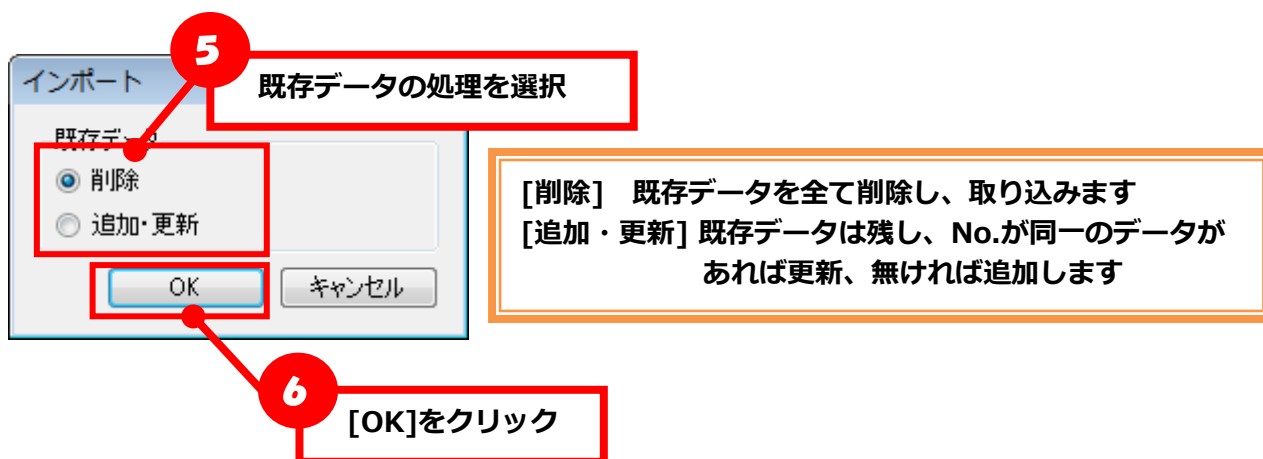 5
既存データの処理を選択
インポート
既存データ
削除
追加・更新
OK
キャンセル
[削除] 既存データを全て削除し、取り込みます
[追加・更新] 既存データは残し、No.が同一のデータが
あれば更新、無ければ追加します
6
[OK]をクリック